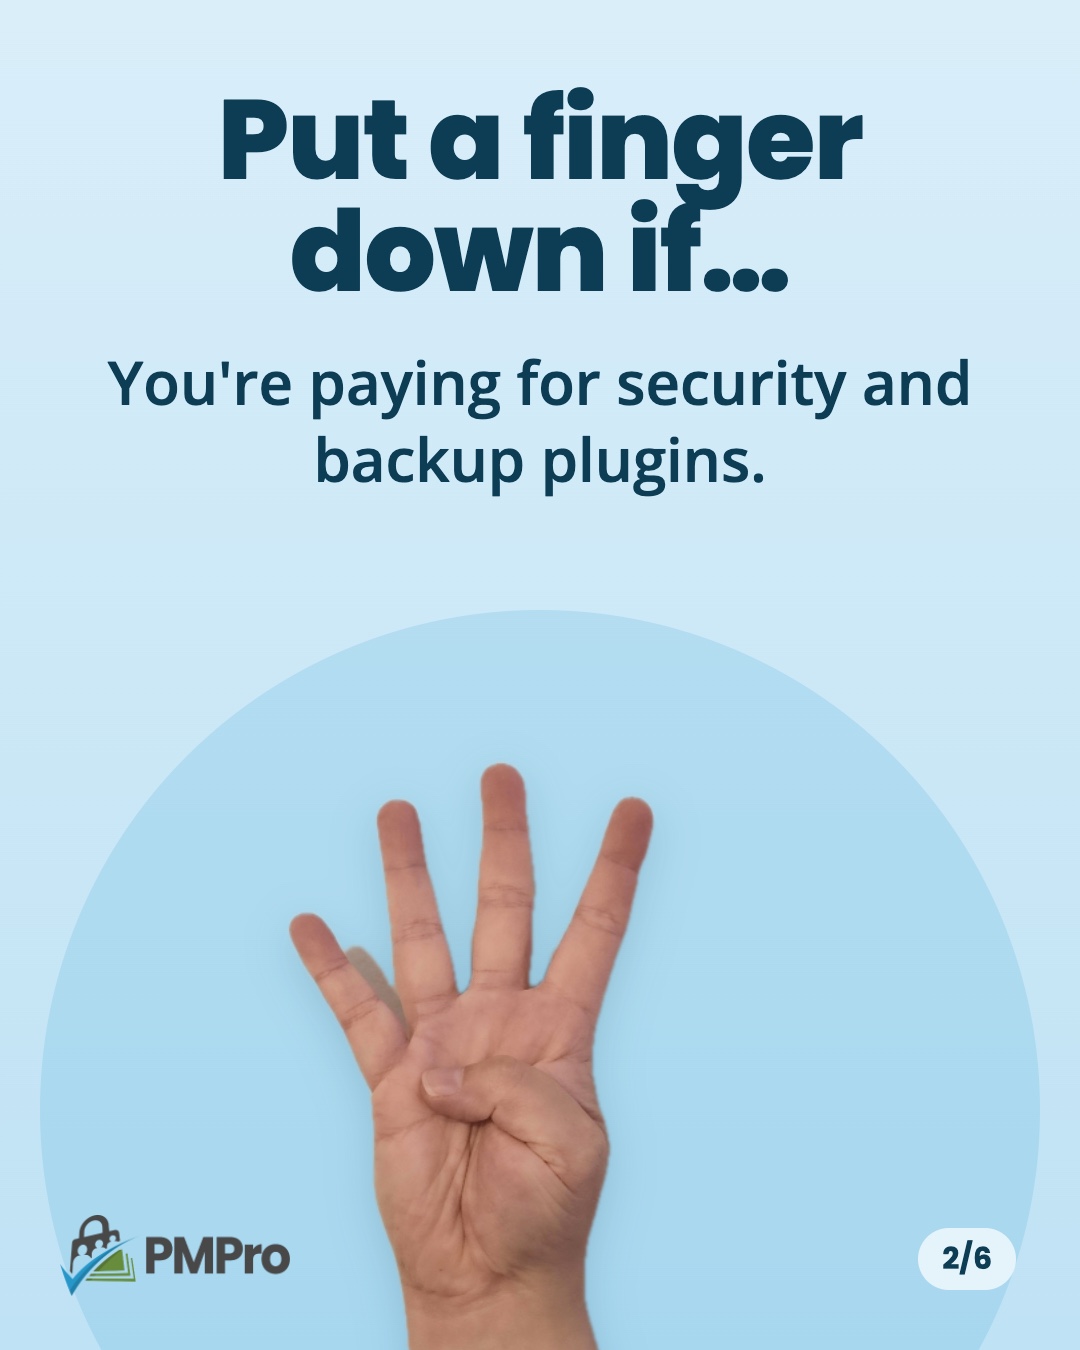 Put a finger
down if...
You're paying for security and
backup plugins.
PMPro
2/6